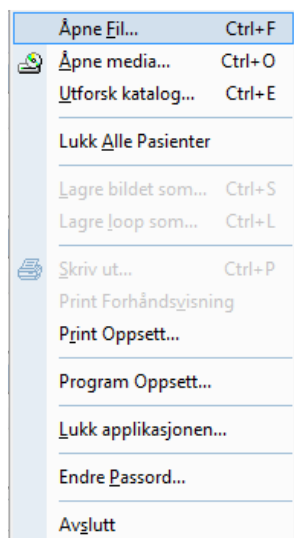 Åpne Fil... Ctrl+F
Åpne media... Ctrl+O
Utforsk katalog... Ctrl+E
Lukk Alle Pasienter
Lagre bildet som... Ctrl+S
Lagre loop som... Ctrl+L
Skriv ut... Ctrl+P
Print Forhåndsvisning
Print Oppsett...
Program Oppsett...
Lukk applikasjonen...
Endre Passord...
Avslutt